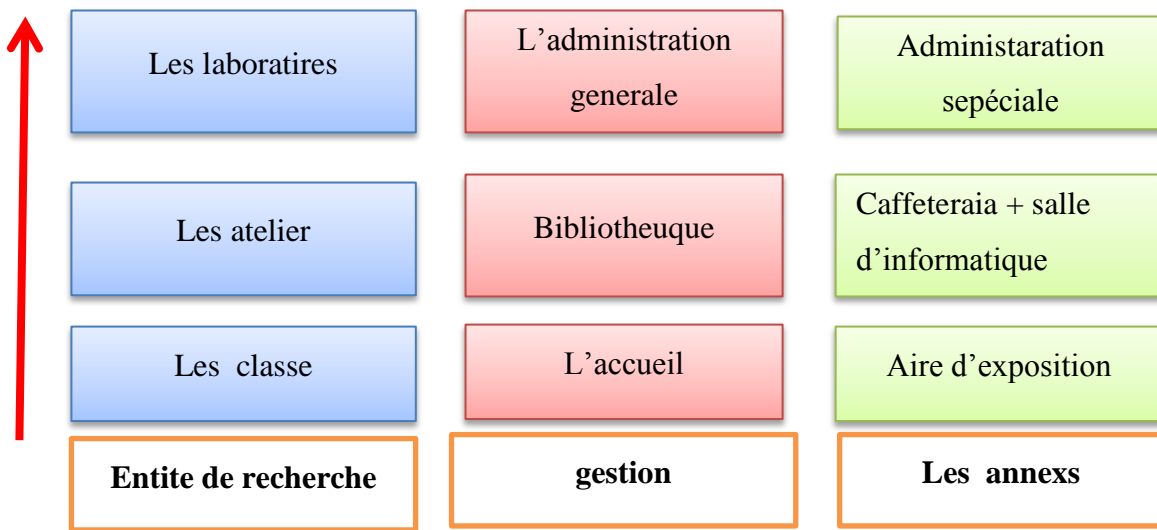 Les laboratires
L'administration
generale
Administaration
sepéciale
Les atelier
Bibliotheuque
Caffeteraia + salle
d'informatique
Les  classe
L'accueil
Aire d'exposition
Entite de recherche
gestion
Les  annexs